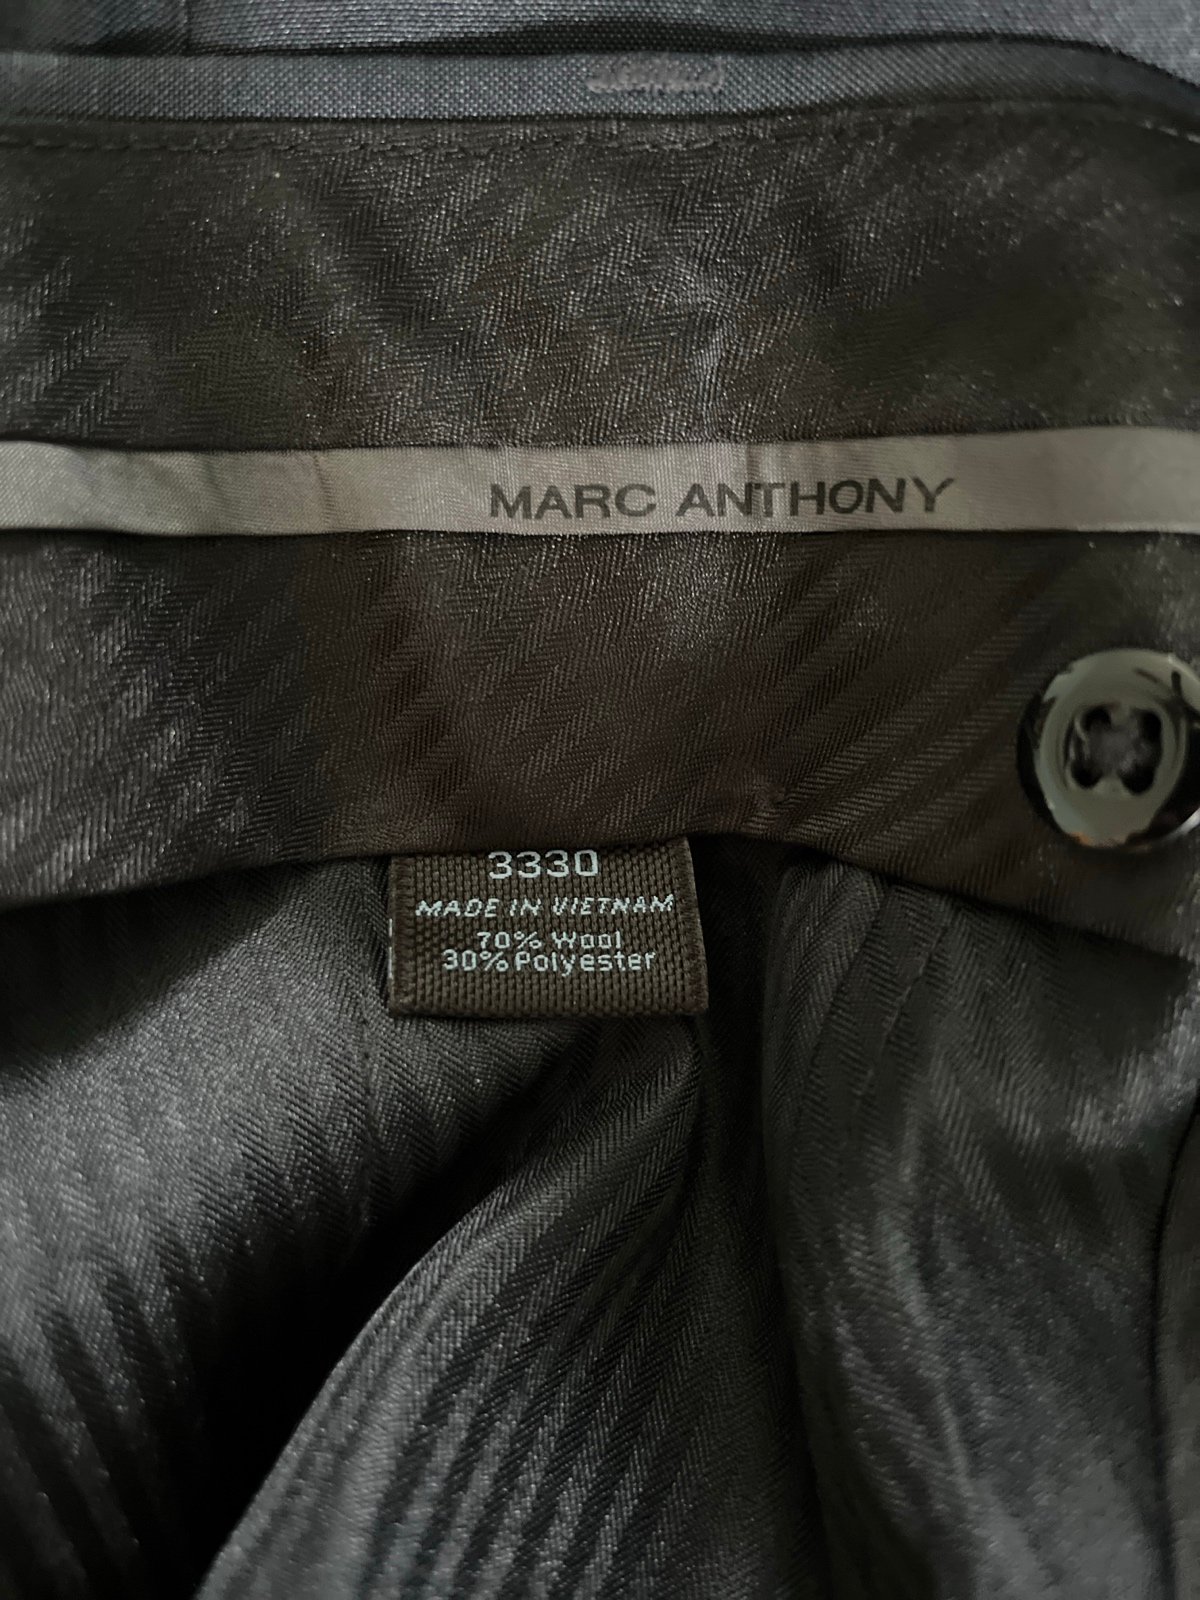 MARC ANTHONY
3330
MADE IN VIETNAM
70% Wool
30% Polyester